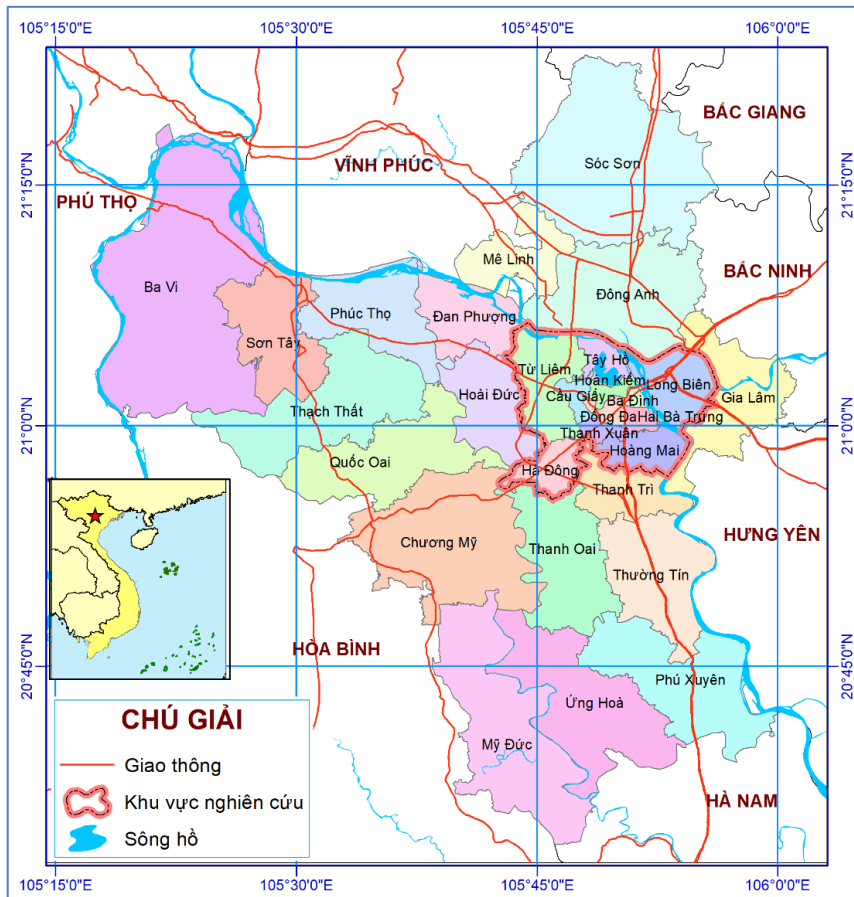 105°15'0"E
105°30'0"E
105°45'0"E
106°0'0"E
BẮC GIANG
Sóc Sơn
VĨNH PHÚC
21°15'0"N
21°15'0"N
PHÚ THỌ
Mê Linh
BẮC NINH
Ba Vì
Đông Anh
Phúc Thọ
Đan Phượng
Sơn Tây
Tây Hồ
Từ Liêm
Hoàn Kiếm
Long Biên
Hoài Đức
Cầu Giấy
Ba Đình
Gia Lâm
Thạch Thất
Đống Đa
Hai Bà Trưng
21°0'0"N
21°0'0"N
Thanh Xuân
Hoàng Mai
Quốc Oai
Hà Đông
Thanh Trì
HƯNG YÊN
Chương Mỹ
Thanh Oai
Thường Tín
HÒA BÌNH
20°45'0"N
20°45'0"N
Phú Xuyên
Ứng Hoà
Mỹ Đức
HÀ NAM
CHÚ GIẢI
Giao thông
Khu vực nghiên cứu
Sông hồ
105°15'0"E
105°30'0"E
105°45'0"E
106°0'0"E